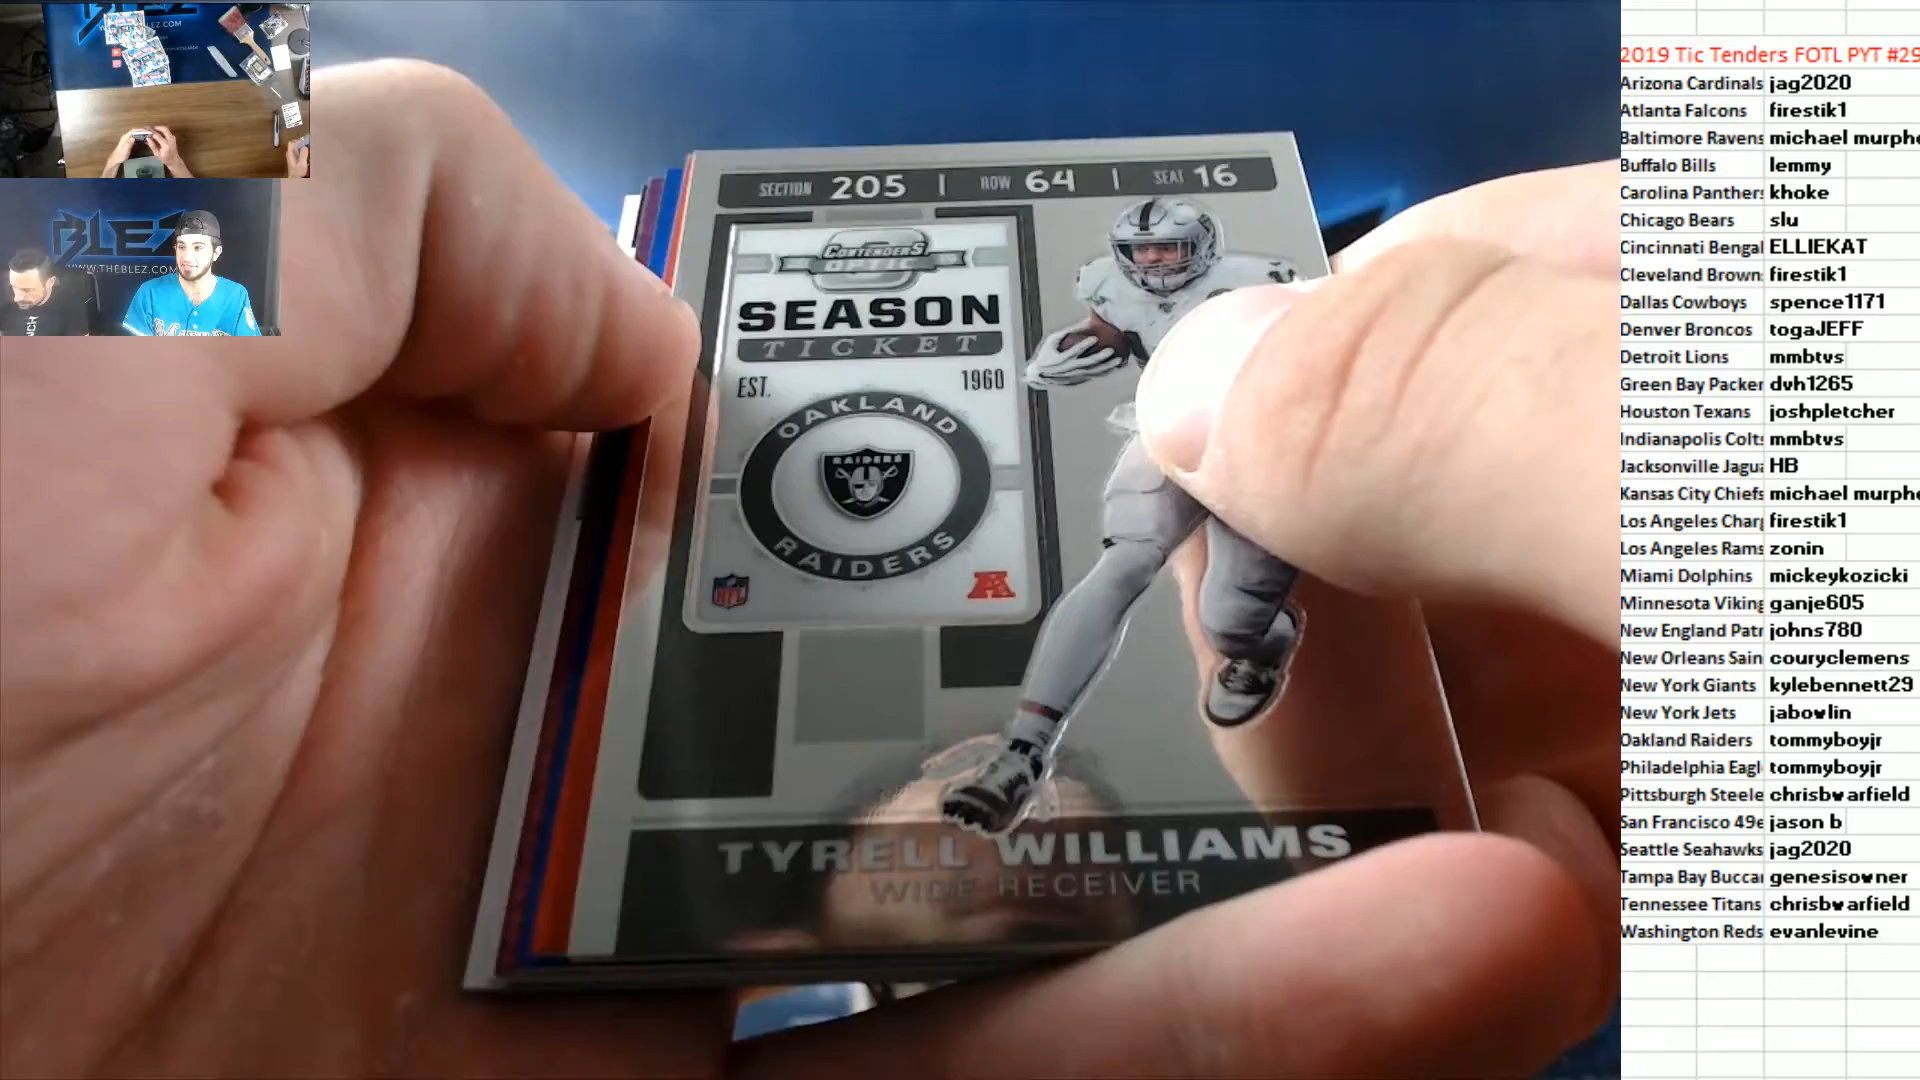 WWW.THEBLEZ.COM
BLEZ
WWW.THEBLEZ.COM
SECTION 205 | ROW 64 | SEAT 16
CONTENDERS
OPTIC
SEASON
TICKET
EST. 1960
OAKLAND
RAIDERS
RAIDERS
NFL
A
TYRELL WILLIAMS
WIDE RECEIVER
2019 Tic Tenders FOTL PYT #29
Arizona Cardinals jag2020
Atlanta Falcons firestik1
Baltimore Ravens michael murphe
Buffalo Bills lemmy
Carolina Panthers khoke
Chicago Bears slu
Cincinnati Bengal ELLIEKAT
Cleveland Brown firestik1
Dallas Cowboys spence1171
Denver Broncos togaJEFF
Detroit Lions mmbtvs
Green Bay Packer dvh1265
Houston Texans joshpletcher
Indianapolis Colts mmbtvs
Jacksonville Jagua HB
Kansas City Chiefs michael murphe
Los Angeles Charg firestik1
Los Angeles Rams zonin
Miami Dolphins mickeykozicki
Minnesota Viking ganje605
New England Patr johns780
New Orleans Sain couryclemens
New York Giants kylebennett29
New York Jets jabowlin
Oakland Raiders tommyboyjr
Philadelphia Eagl tommyboyjr
Pittsburgh Steele chrisbwarfield
San Francisco 49e jason b
Seattle Seahawks jag2020
Tampa Bay Buccar genesisowner
Tennessee Titans chrisbwarfield
Washington Reds evanlevine